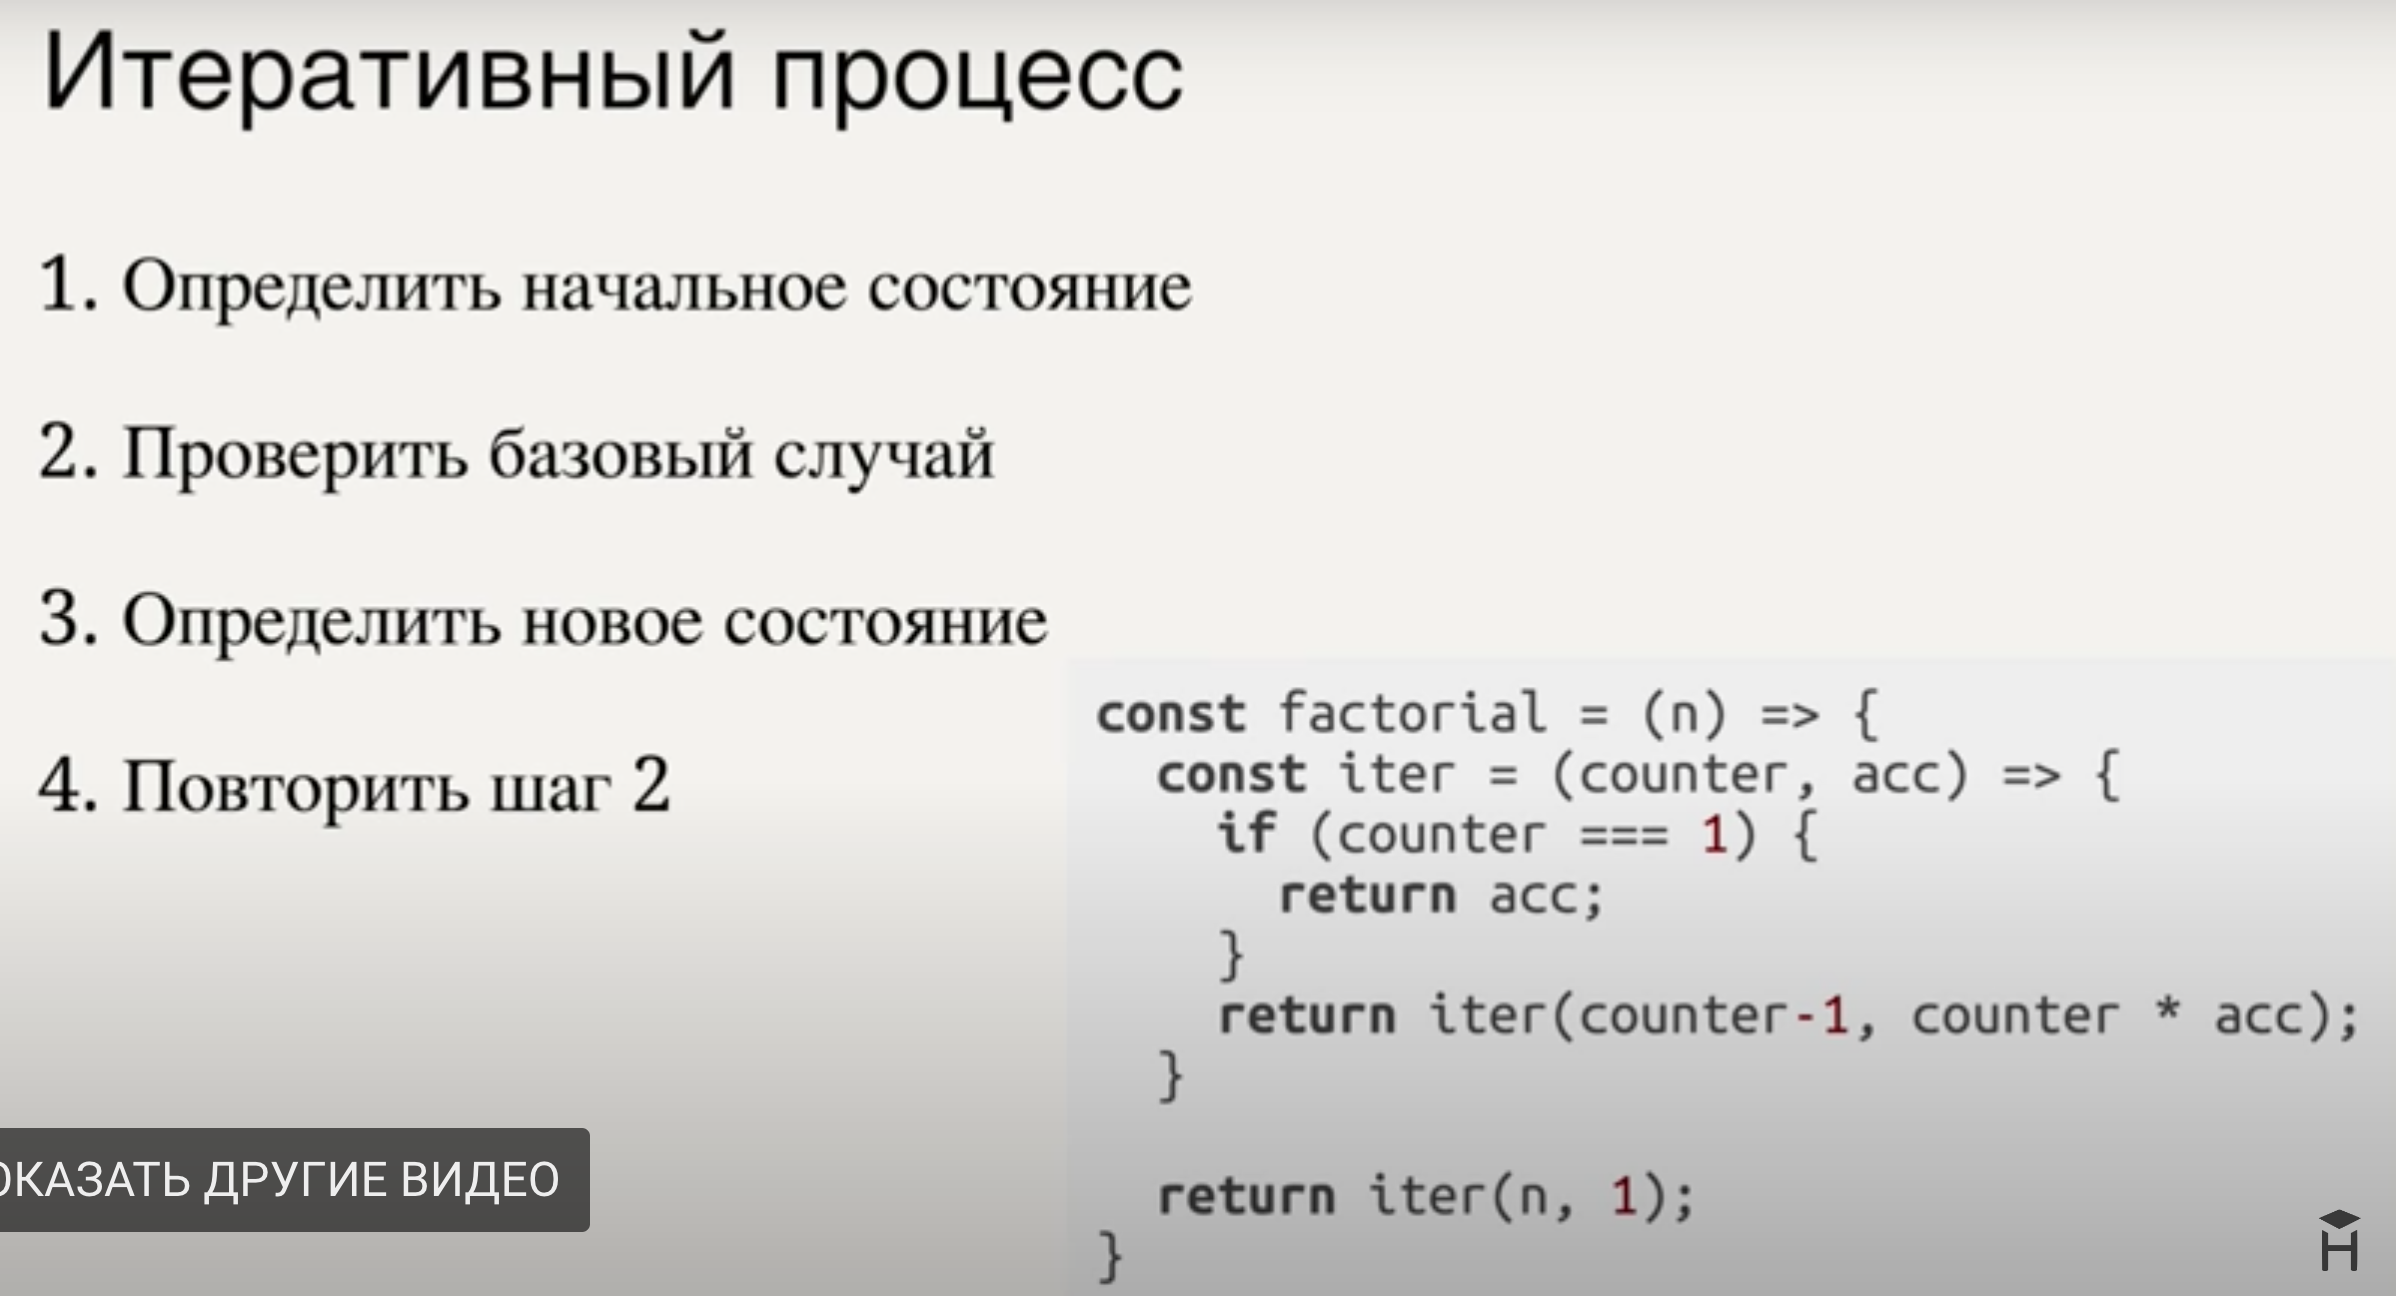 Итеративный процесс
1. Определить начальное состояние
2. Проверить базовый случай
3. Определить новое состояние
4. Повторить шаг 2
const factorial = (n) => {
const iter = (counter, acc) => {
if (counter === 1) {
return acc;
}
return iter(counter-1, counter * acc);
}
return iter(n, 1);
}
ОКАЗАТЬ ДРУГИЕ ВИДЕО